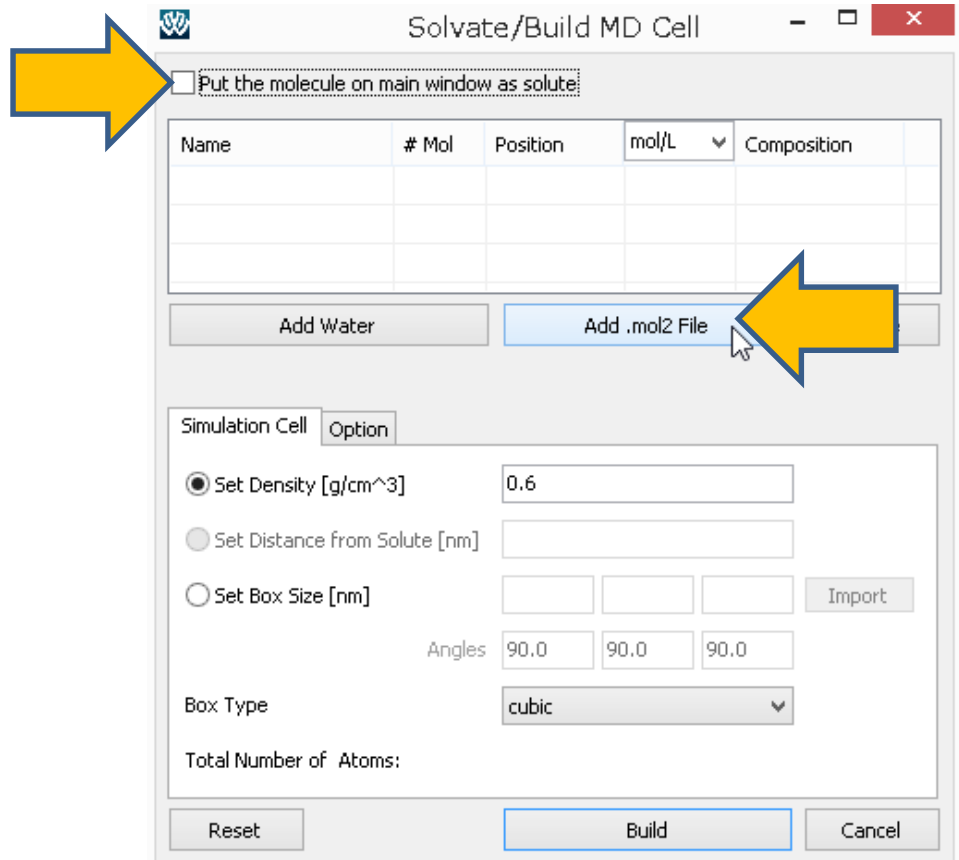 Solvate/Build MD Cell
Put the molecule on main window as solute
Name # Mol Position mol/L Composition
Add Water Add .mol2 File
Simulation Cell Option
Set Density [g/cm^3] 0.6
Set Distance from Solute [nm]
Set Box Size [nm] Import
Angles 90.0 90.0 90.0
Box Type cubic
Total Number of Atoms:
Reset Build Cancel